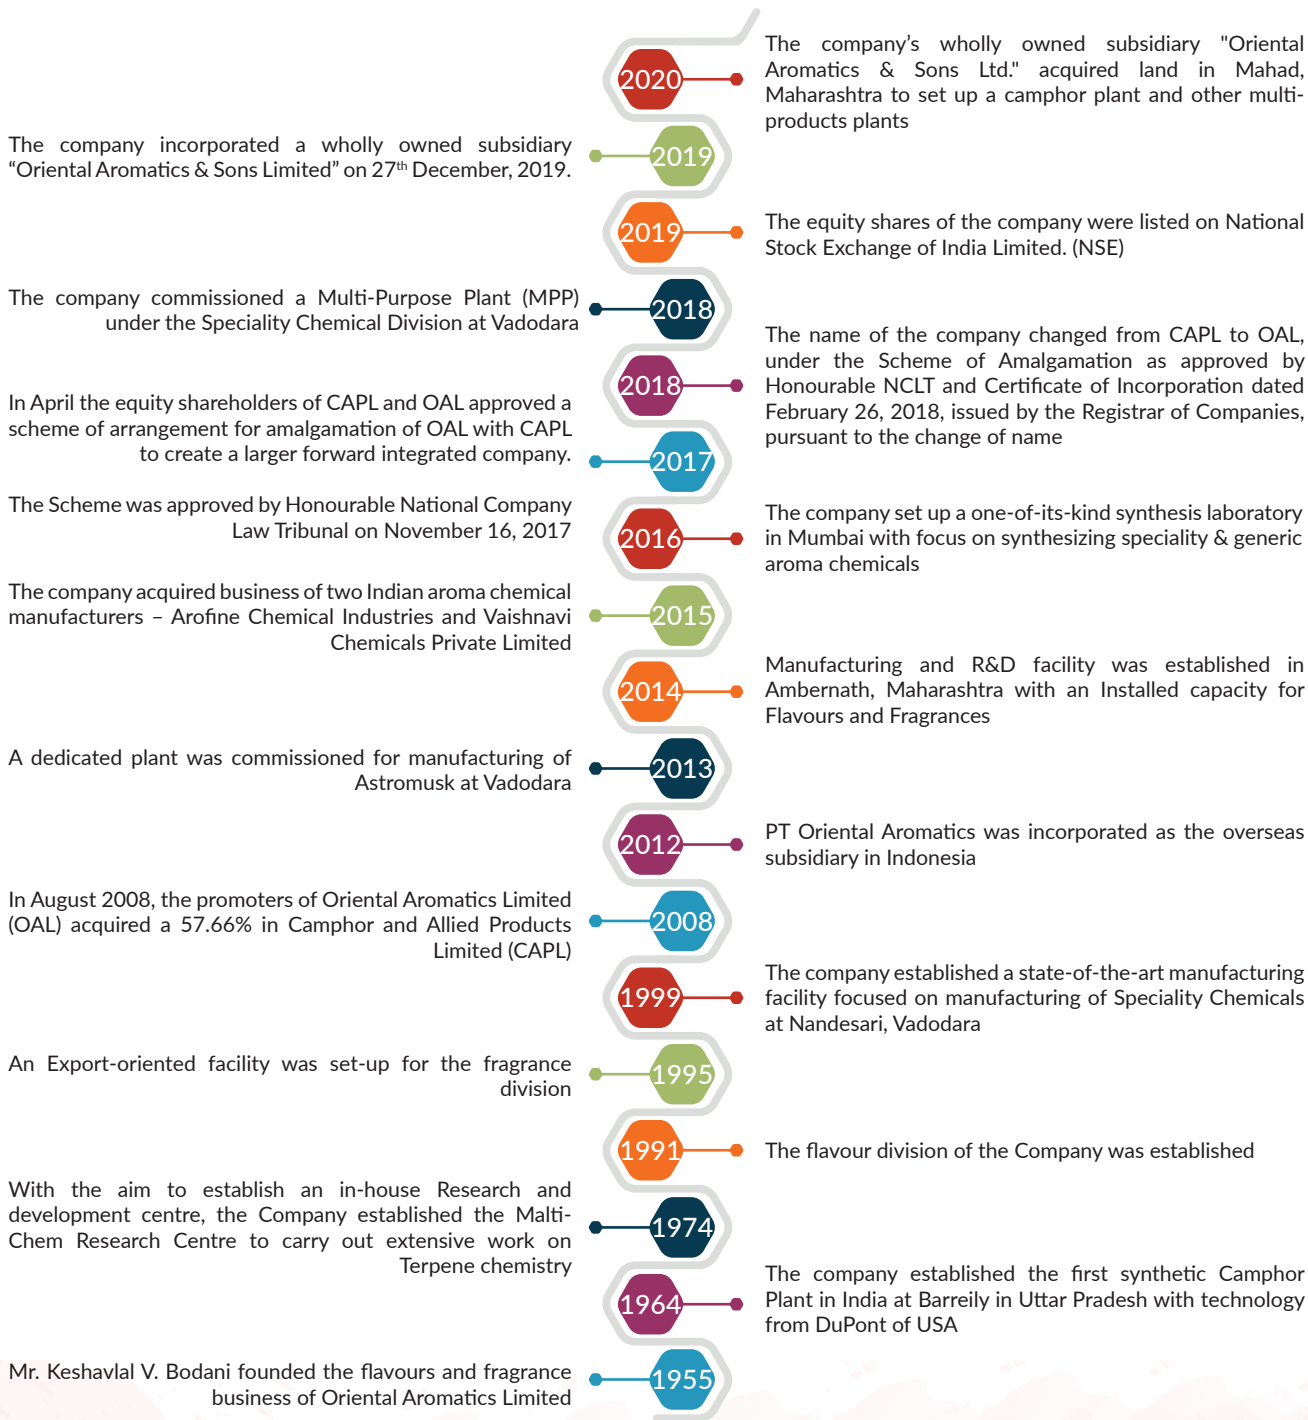 2020
The company's wholly owned subsidiary "Oriental
Aromatics & Sons Ltd." acquired land in Mahad,
Maharashtra to set up a camphor plant and other multi-
products plants
The company incorporated a wholly owned subsidiary
“Oriental Aromatics & Sons Limited” on 27th December, 2019.
2019
2019
The equity shares of the company were listed on National
Stock Exchange of India Limited. (NSE)
The company commissioned a Multi-Purpose Plant (MPP)
under the Speciality Chemical Division at Vadodara
2018
2018
The name of the company changed from CAPL to OAL,
under the Scheme of Amalgamation as approved by
Honourable NCLT and Certificate of Incorporation dated
February 26, 2018, issued by the Registrar of Companies,
pursuant to the change of name
In April the equity shareholders of CAPL and OAL approved a
scheme of arrangement for amalgamation of OAL with CAPL
to create a larger forward integrated company.
2017
The Scheme was approved by Honourable National Company
Law Tribunal on November 16, 2017
2016
The company set up a one-of-its-kind synthesis laboratory
in Mumbai with focus on synthesizing speciality & generic
aroma chemicals
The company acquired business of two Indian aroma chemical
manufacturers – Arofine Chemical Industries and Vaishnavi
Chemicals Private Limited
2015
2014
Manufacturing and R&D facility was established in
Ambernath, Maharashtra with an Installed capacity for
Flavours and Fragrances
A dedicated plant was commissioned for manufacturing of
Astromusk at Vadodara
2013
2012
PT Oriental Aromatics was incorporated as the overseas
subsidiary in Indonesia
In August 2008, the promoters of Oriental Aromatics Limited
(OAL) acquired a 57.66% in Camphor and Allied Products
Limited (CAPL)
2008
1999
The company established a state-of-the-art manufacturing
facility focused on manufacturing of Speciality Chemicals
at Nandesari, Vadodara
An Export-oriented facility was set-up for the fragrance
division
1995
1991
The flavour division of the Company was established
With the aim to establish an in-house Research and
development centre, the Company established the Malti-
Chem Research Centre to carry out extensive work on
Terpene chemistry
1974
1964
The company established the first synthetic Camphor
Plant in India at Barreily in Uttar Pradesh with technology
from DuPont of USA
Mr. Keshavlal V. Bodani founded the flavours and fragrance
business of Oriental Aromatics Limited
1955